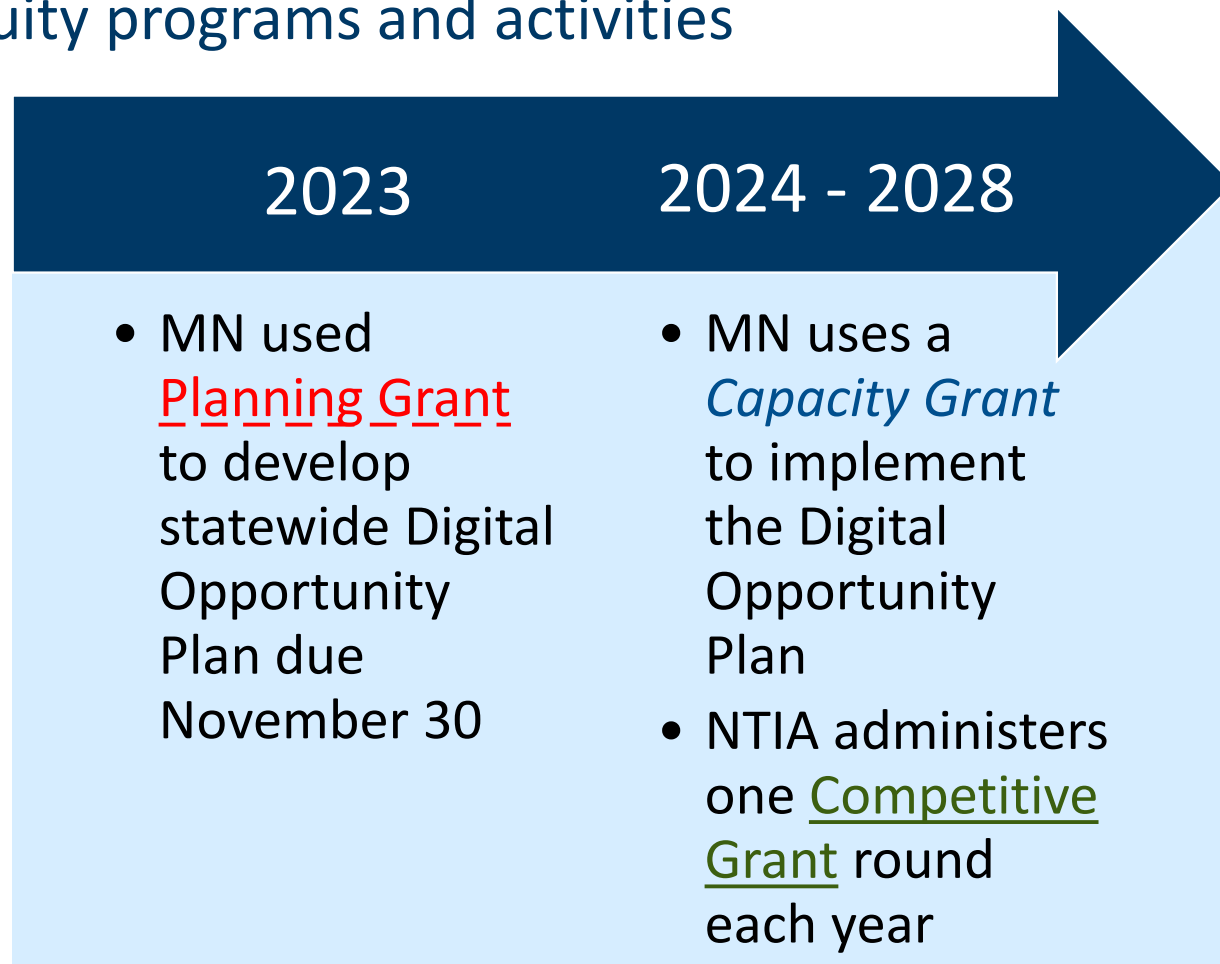 programs and activities
2023
2024 - 2028
• MN used
Planning Grant
to develop
statewide Digital
Opportunity
Plan due
November 30
• MN uses a
Capacity Grant
to implement
the Digital
Opportunity
Plan
• NTIA administers
one Competitive
Grant round
each year